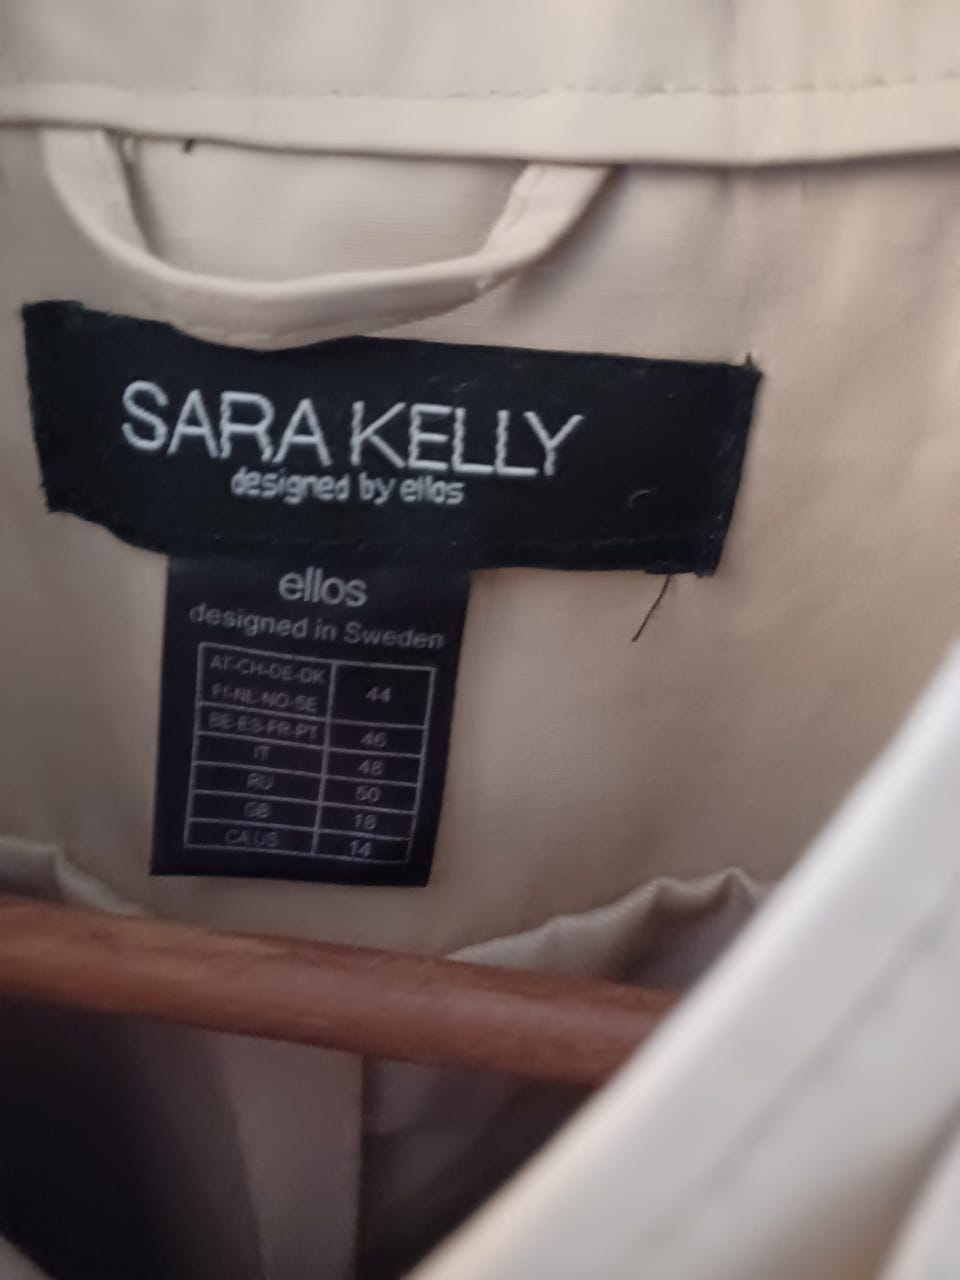 SARA KELLY
designed by ellos
ellos
designed in Sweden
AT-CH-DE-DK
FI-NL-NO-SE 44
BE-ES-FR-PT 46
IT 48
RU 50
GB 18
CA.US 14